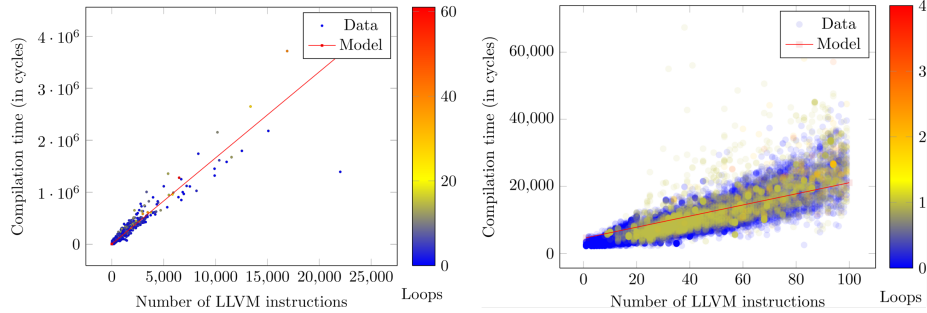 Data
Model
4 · 10⁶
3 · 10⁶
2 · 10⁶
1 · 10⁶
0
0
5,000
10,000
15,000
20,000
25,000
Compilation time (in cycles)
Number of LLVM instructions
60
40
20
0
Loops
Data
Model
60,000
40,000
20,000
0
0
20
40
60
80
100
Compilation time (in cycles)
Number of LLVM instructions
4
3
2
1
0
Loops